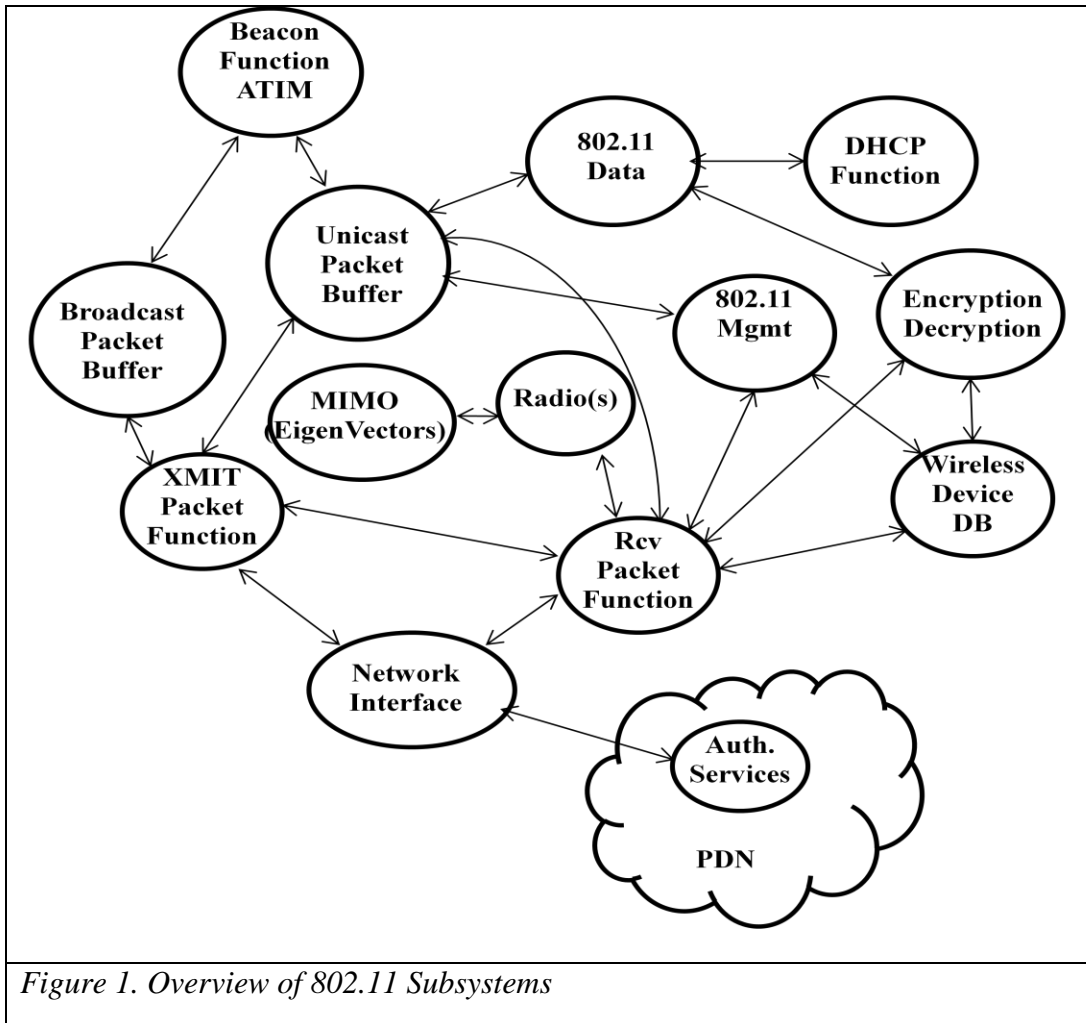 Beacon
Function
ATIM
802.11
Data
DHCP
Function
Unicast
Packet
Buffer
Broadcast
Packet
Buffer
802.11
Mgmt
Encryption
Decryption
MIMO
(EigenVectors)
Radio(s)
XMIT
Packet
Function
Wireless
Device
DB
Rcv
Packet
Function
Network
Interface
Auth.
Services
PDN
Figure 1. Overview of 802.11 Subsystems